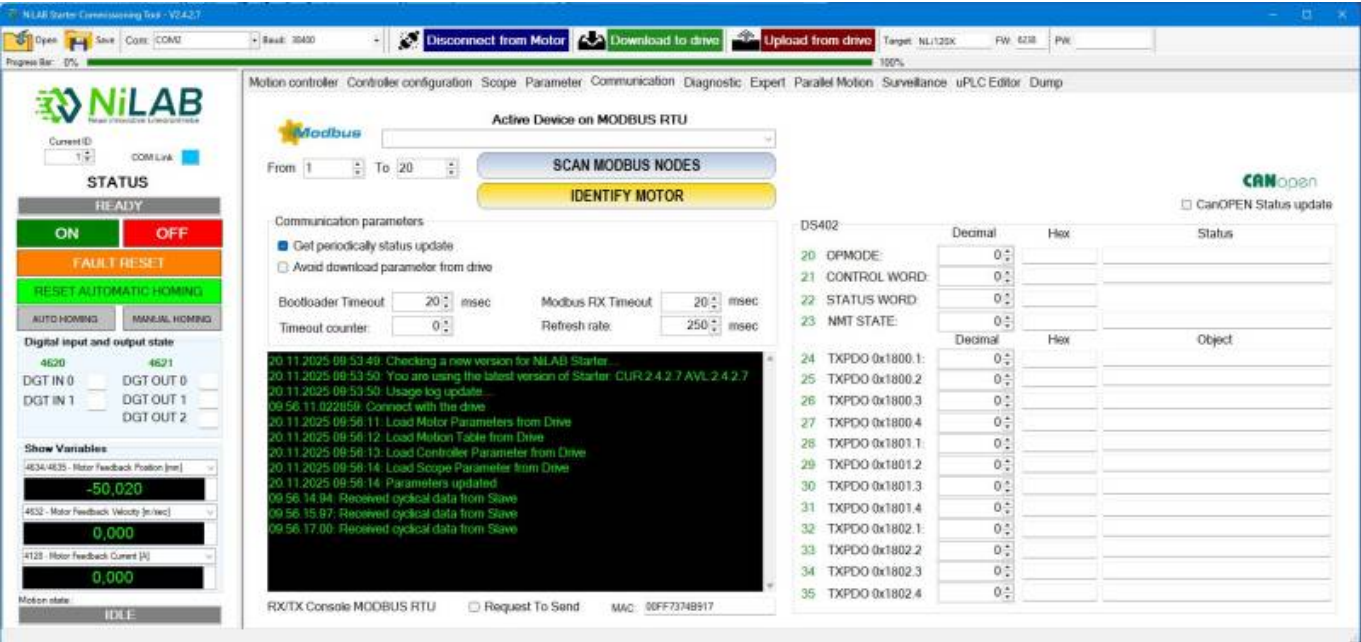 NiLAB Starter Commissioning Tool - V2.4.2.7
Open Save Com: COM2 Baud: 38400 Disconnect from Motor Download to drive Upload from drive Target: NLi120X FW: 6238 PW:
Progress Bar: 0% 100%
Motion controller Controller configuration Scope Parameter Communication Diagnostic Expert Parallel Motion Surveillance uPLC Editor Dump
NiLAB
Current ID
1 COM Link
STATUS
READY
ON OFF
FAULT RESET
RESET AUTOMATIC HOMING
AUTO HOMING MANUAL HOMING
Digital input and output state
4620 4621
DGT IN 0 DGT OUT 0
DGT IN 1 DGT OUT 1
DGT OUT 2
Show Variables
4634/4635 - Motor Feedback Position [mm]
-50,020
4632 - Motor Feedback Velocity [m/sec]
0,000
4128 - Motor Feedback Current [A]
0,000
Motion state:
IDLE
Modbus
Active Device on MODBUS RTU
From 1 To 20
SCAN MODBUS NODES
IDENTIFY MOTOR
Communication parameters
Get periodically status update
Avoid download parameter from drive
Bootloader Timeout 20 msec Modbus RX Timeout 20 msec
Timeout counter: 0 Refresh rate: 250 msec
20.11.2025 09:53:49: Checking a new version for NiLAB Starter...
20.11.2025 09:53:50: You are using the latest version of Starter: CUR:2.4.2.7 AVL:2.4.2.7
20.11.2025 09:53:50: Usage log update...
09:56:11.022859: Connect with the drive
20.11.2025 09:56:11: Load Motor Parameters from Drive
20.11.2025 09:56:12: Load Motion Table from Drive
20.11.2025 09:56:13: Load Controller Parameter from Drive
20.11.2025 09:56:14: Load Scope Parameter from Drive
20.11.2025 09:56:14: Parameters updated
09:56:14.94: Received cyclical data from Slave
09:56:15.97: Received cyclical data from Slave
09:56:17.00: Received cyclical data from Slave
RX/TX Console MODBUS RTU Request To Send MAC: 00FF7374B917
CANopen
CanOPEN Status update
DS402
Decimal Hex Status
20 OPMODE: 0
21 CONTROL WORD: 0
22 STATUS WORD: 0
23 NMT STATE: 0
Decimal Hex Object
24 TXPDO 0x1800.1: 0
25 TXPDO 0x1800.2 0
26 TXPDO 0x1800.3 0
27 TXPDO 0x1800.4 0
28 TXPDO 0x1801.1: 0
29 TXPDO 0x1801.2 0
30 TXPDO 0x1801.3 0
31 TXPDO 0x1801.4 0
32 TXPDO 0x1802.1: 0
33 TXPDO 0x1802.2 0
34 TXPDO 0x1802.3 0
35 TXPDO 0x1802.4 0